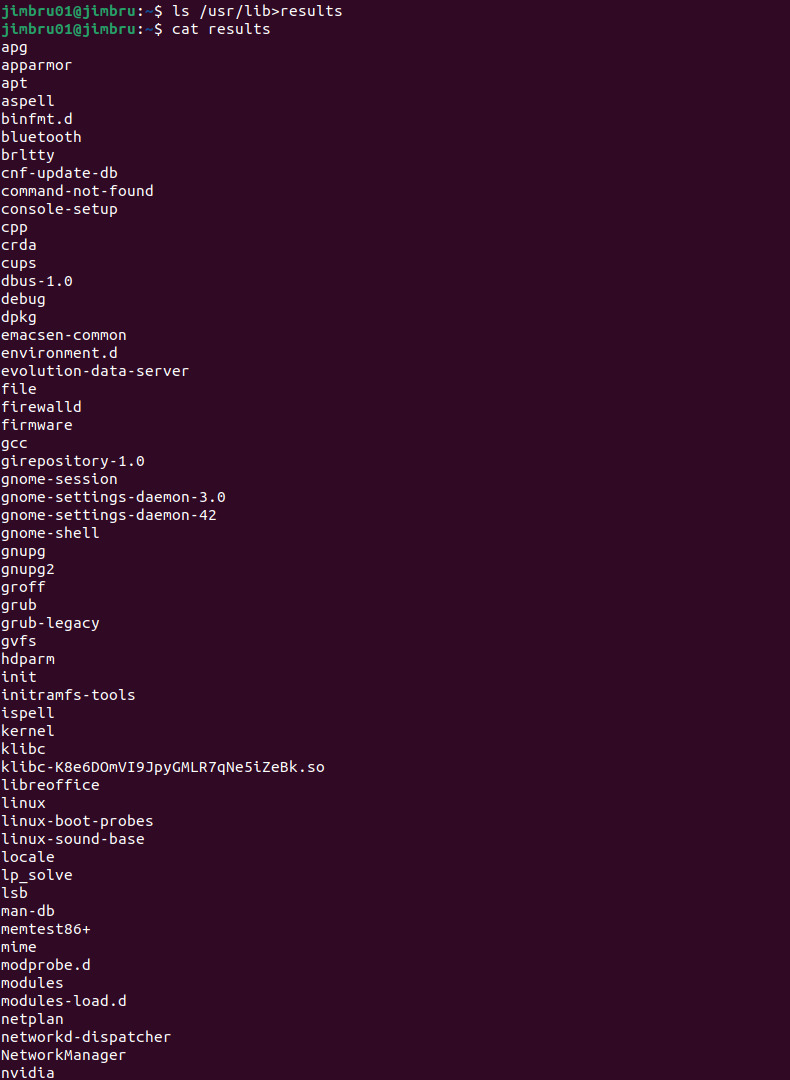 jimbru01@jimbru:~$ ls /usr/lib>results
jimbru01@jimbru:~$ cat results
apg
apparmor
apt
aspell
binfmt.d
bluetooth
brltty
cnf-update-db
command-not-found
console-setup
cpp
crda
cups
dbus-1.0
debug
dpkg
emacsen-common
environment.d
evolution-data-server
file
firewalld
firmware
gcc
girepository-1.0
gnome-session
gnome-settings-daemon-3.0
gnome-settings-daemon-42
gnome-shell
gnupg
gnupg2
groff
grub
grub-legacy
gvfs
hdparm
init
initramfs-tools
ispell
kernel
klibc
klibc-K8e6DOmVI9JpyGMLR7qNe5iZeBk.so
libreoffice
linux
linux-boot-probes
linux-sound-base
locale
lp_solve
lsb
man-db
memtest86+
mime
modprobe.d
modules
modules-load.d
netplan
networkd-dispatcher
NetworkManager
nvidia